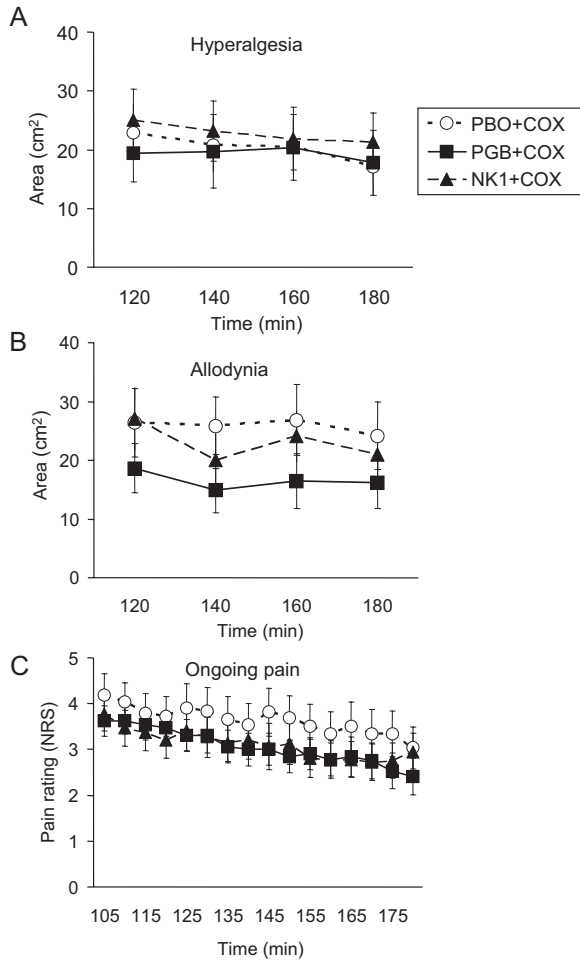 A
Hyperalgesia
Area (cm²)
40
30
20
10
0
120 140 160 180
Time (min)
PBO+COX
PGB+COX
NK1+COX
B
Allodynia
Area (cm²)
40
30
20
10
0
120 140 160 180
Time (min)
C
Ongoing pain
Pain rating (NRS)
5
4
3
2
1
0
105 115 125 135 145 155 165 175
Time (min)